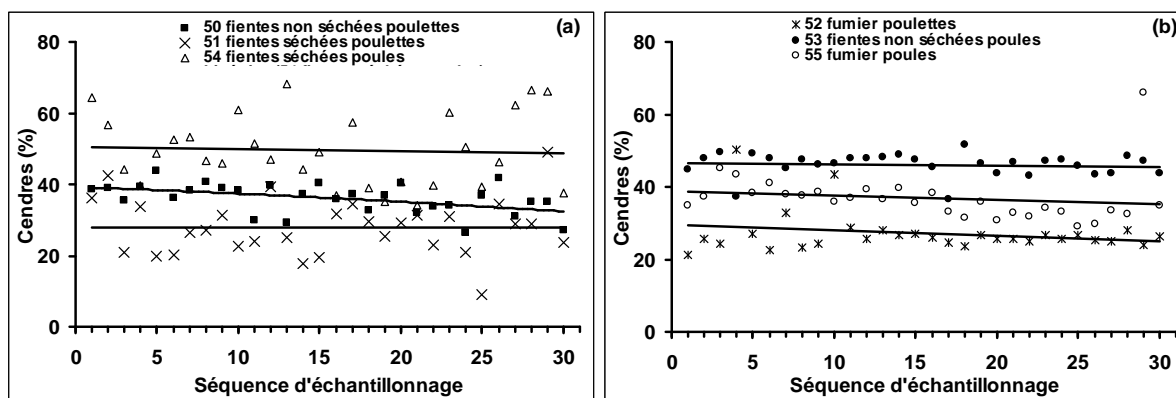 50 fientes non séchées poulettes
51 fientes séchées poulettes
54 fientes séchées poules
(a)
80
60
40
20
0
Cendres (%)
0 5 10 15 20 25 30
Séquence d'échantillonnage
52 fumier poulettes
53 fientes non séchées poules
55 fumier poules
(b)
80
60
40
20
0
Cendres (%)
0 5 10 15 20 25 30
Séquence d'échantillonnage